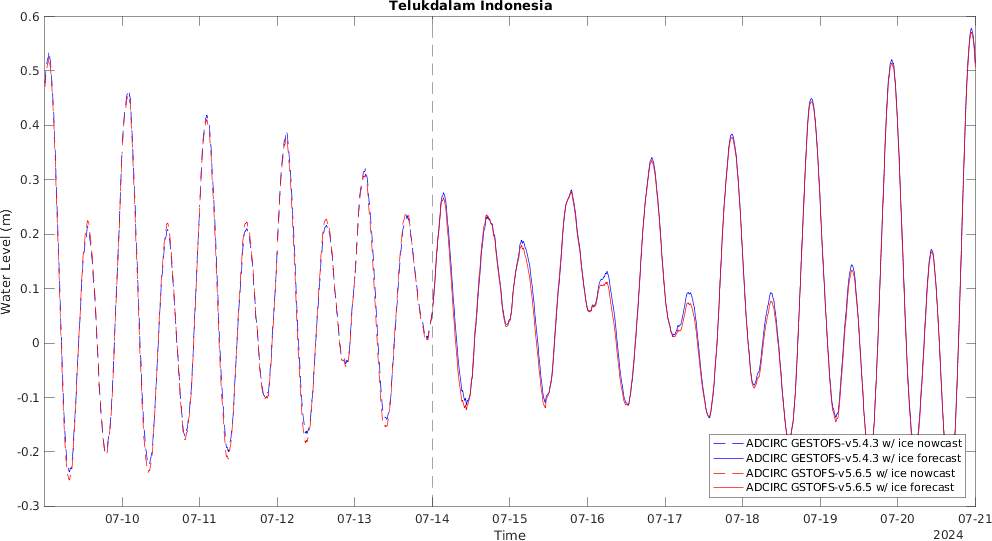 Telukdalam Indonesia
0.6
0.5
0.4
0.3
0.2
0.1
0
-0.1
-0.2
-0.3
Water Level (m)
ADCIRC GESTOFS-v5.4.3 w/ ice nowcast
ADCIRC GESTOFS-v5.4.3 w/ ice forecast
ADCIRC GSTOFS-v5.6.5 w/ ice nowcast
ADCIRC GSTOFS-v5.6.5 w/ ice forecast
07-10 07-11 07-12 07-13 07-14 07-15 07-16 07-17 07-18 07-19 07-20 07-21
Time
2024